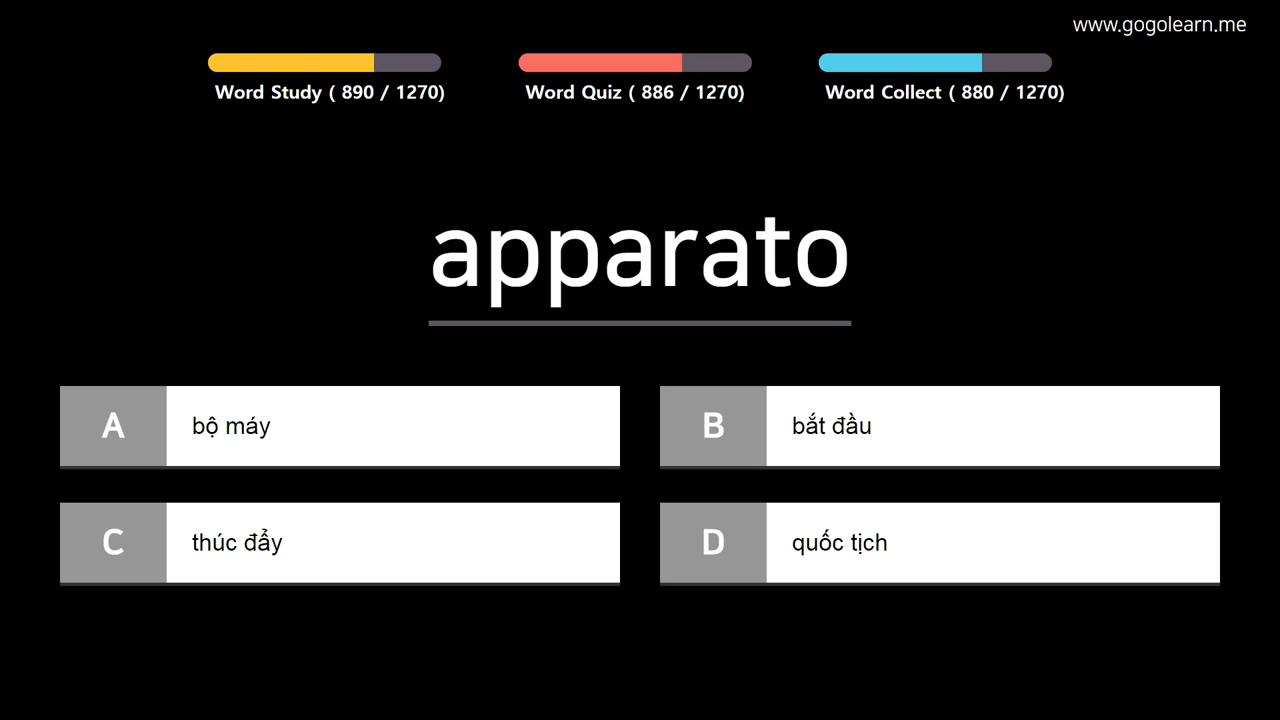 www.gogolearn.me
Word Study ( 890 / 1270)
Word Quiz ( 886 / 1270)
Word Collect ( 880 / 1270)
apparato
A
bộ máy
B
bắt đầu
C
thúc đẩy
D
quốc tịch